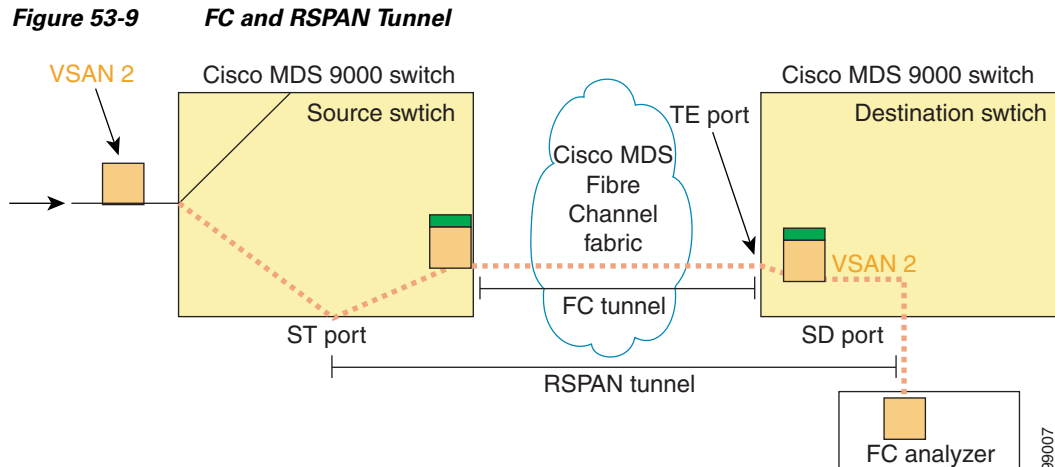 Figure 53-9 FC and RSPAN Tunnel
VSAN 2
Cisco MDS 9000 switch
Source swtich
Cisco MDS 9000 switch
Destination swtich
TE port
Cisco MDS
Fibre
Channel
fabric
VSAN 2
FC tunnel
ST port
SD port
RSPAN tunnel
FC analyzer